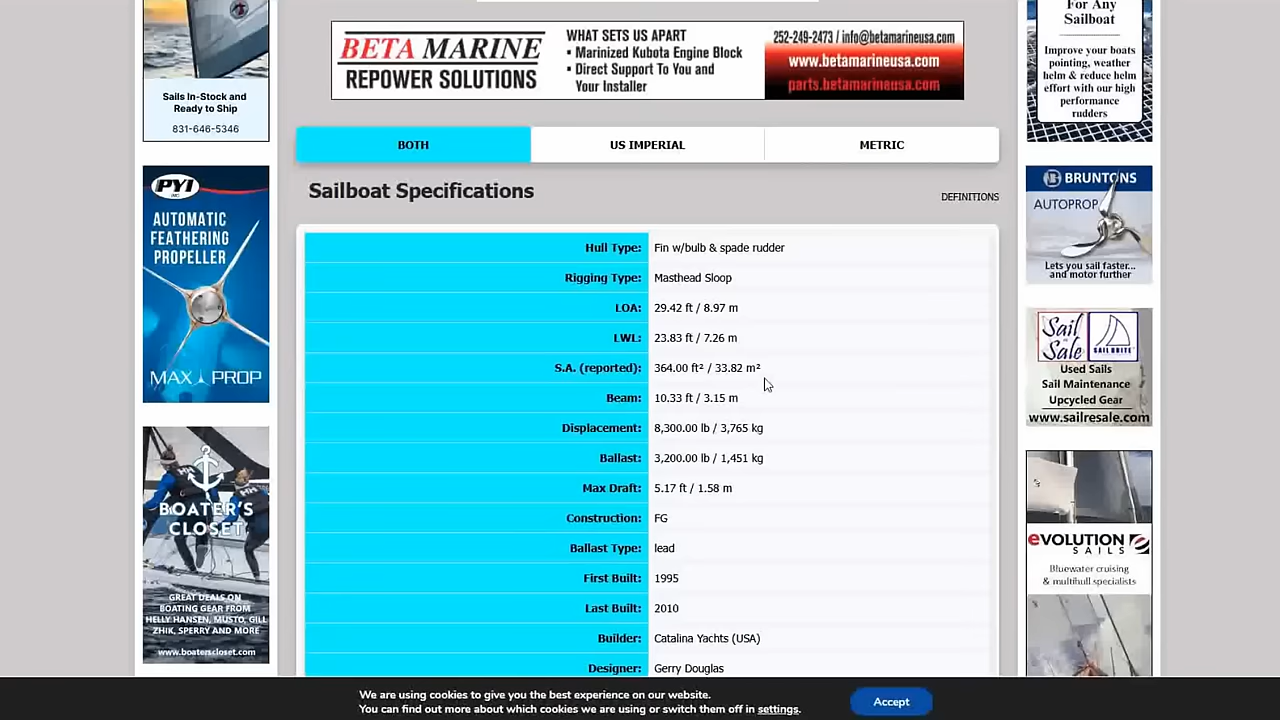 Sails In-Stock and
Ready to Ship
831-646-5346
PYI INC
AUTOMATIC
FEATHERING
PROPELLER
MAX PROP
BOATER'S
CLOSET
GREAT DEALS ON
BOATING GEAR FROM
HELLY HANSEN, MUSTO, GILL
ZHIK, SPERRY AND MORE
www.boaterscloset.com
BETA MARINE
REPOWER SOLUTIONS
WHAT SETS US APART
▪ Marinized Kubota Engine Block
▪ Direct Support To You and
Your Installer
252-249-2473 / info@betamarineusa.com
www.betamarineusa.com
parts.betamarineusa.com
BOTH US IMPERIAL METRIC
Sailboat Specifications
DEFINITIONS
Hull Type: Fin w/bulb & spade rudder
Rigging Type: Masthead Sloop
LOA: 29.42 ft / 8.97 m
LWL: 23.83 ft / 7.26 m
S.A. (reported): 364.00 ft² / 33.82 m²
Beam: 10.33 ft / 3.15 m
Displacement: 8,300.00 lb / 3,765 kg
Ballast: 3,200.00 lb / 1,451 kg
Max Draft: 5.17 ft / 1.58 m
Construction: FG
Ballast Type: lead
First Built: 1995
Last Built: 2010
Builder: Catalina Yachts (USA)
Designer: Gerry Douglas
For Any
Sailboat
Improve your boats
pointing, weather
helm & reduce helm
effort with our high
performance
rudders
BRUNTONS
AUTOPROP
Lets you sail faster...
and motor further
Sail
Sale
SAILRITE
Used Sails
Sail Maintenance
Upcycled Gear
www.sailresale.com
eVOLUTION
SAILS
Bluewater cruising
& multihull specialists
We are using cookies to give you the best experience on our website.
You can find out more about which cookies we are using or switch them off in settings.
Accept